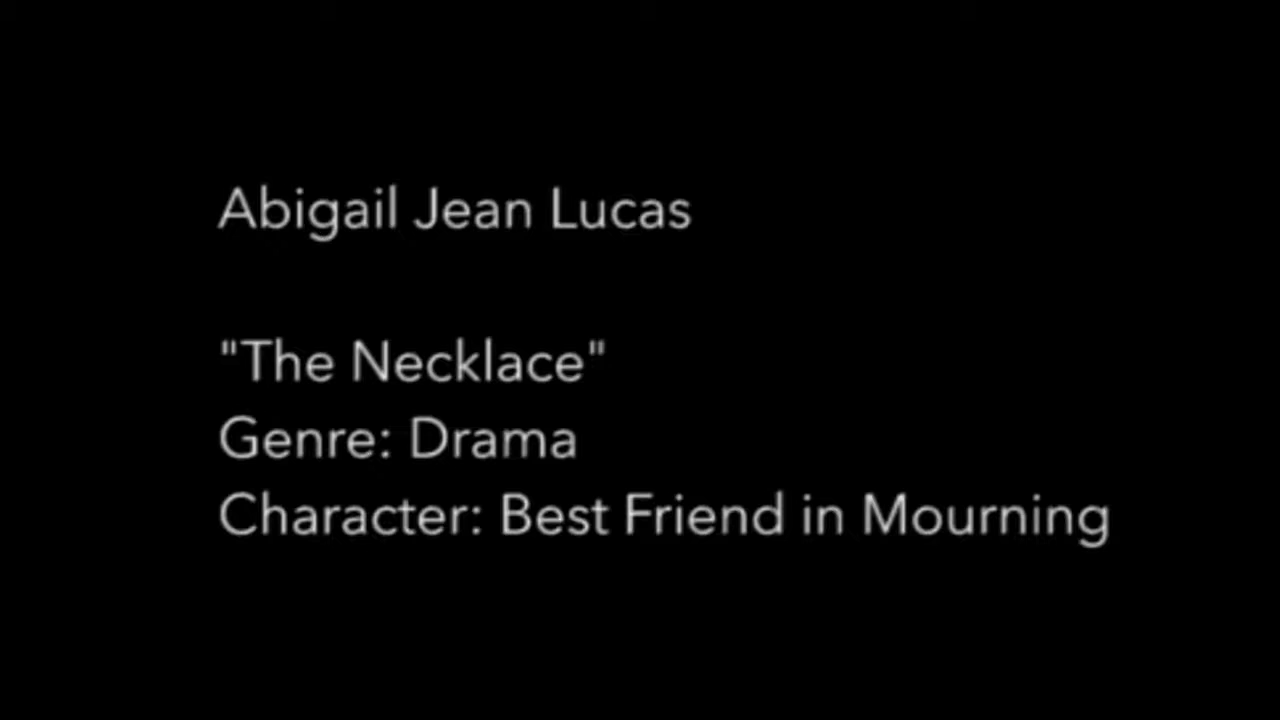 Abigail Jean Lucas
"The Necklace"
Genre: Drama
Character: Best Friend in Mourning